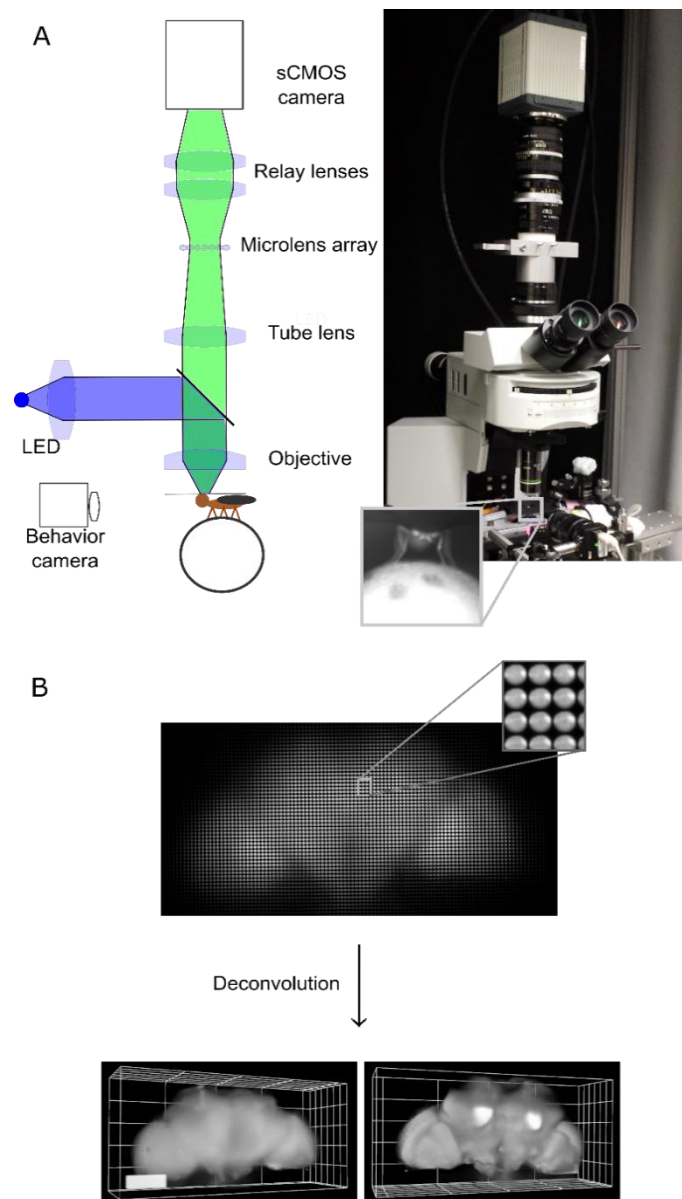 A
sCMOS
camera
Relay lenses
Microlens array
Tube lens
LED
Objective
Behavior
camera
B
Deconvolution